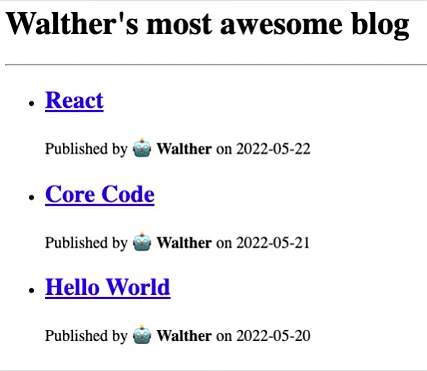 Walther's most awesome blog
React
Published by 🤖 Walther on 2022-05-22
Core Code
Published by 🤖 Walther on 2022-05-21
Hello World
Published by 🤖 Walther on 2022-05-20